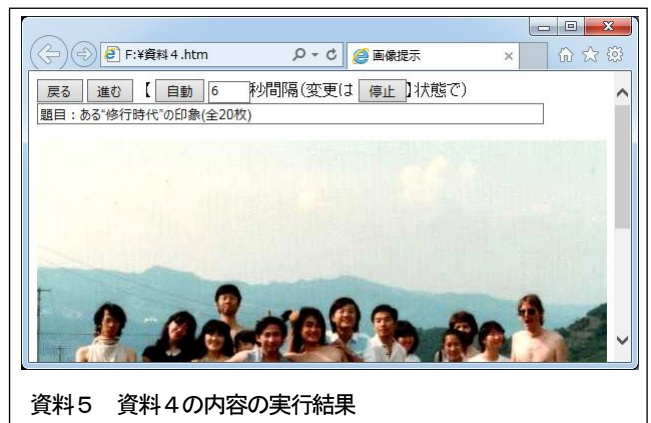 F:¥資料４.htm
画像提示
戻る 進む 【 自動 6 秒間隔(変更は 停止 】状態で)
題目：ある“修行時代”の印象(全20枚)
資料５　資料４の内容の実行結果